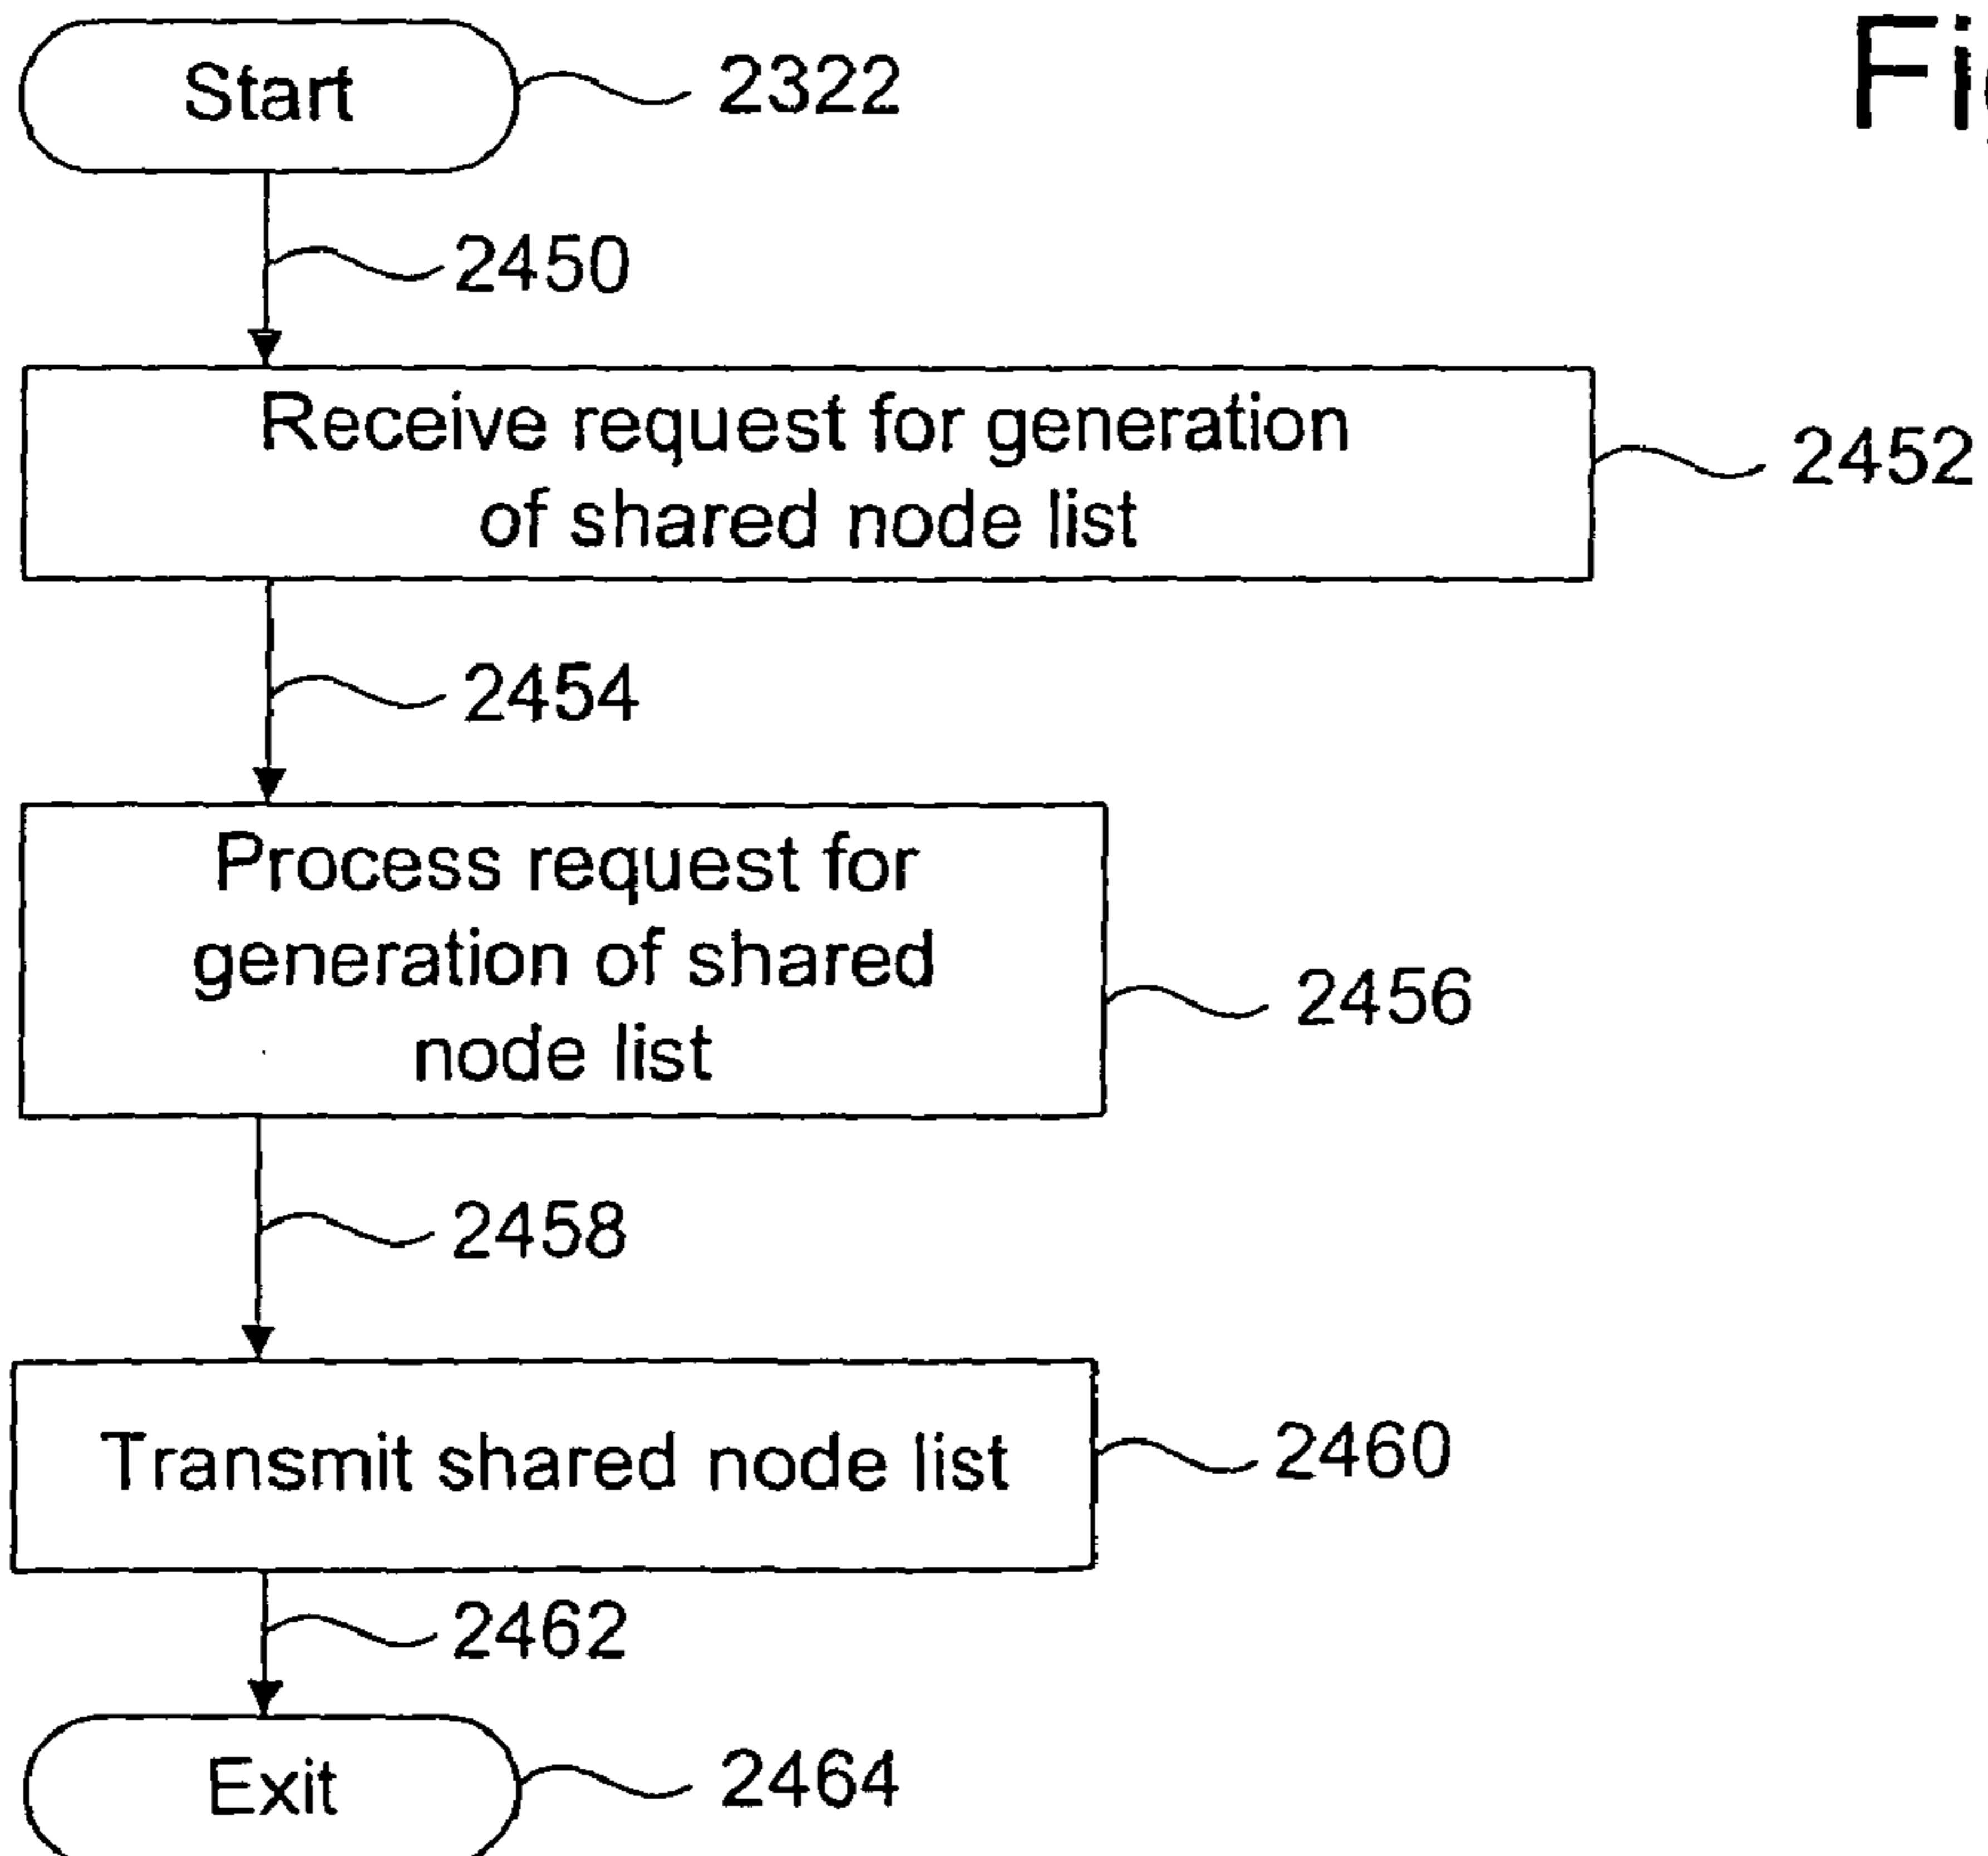 Start
2322
2450
Receive request for generation
of shared node list
2452
2454
Process request for
generation of shared
node list
2456
2458
Transmit shared node list
2460
2462
Exit
2464